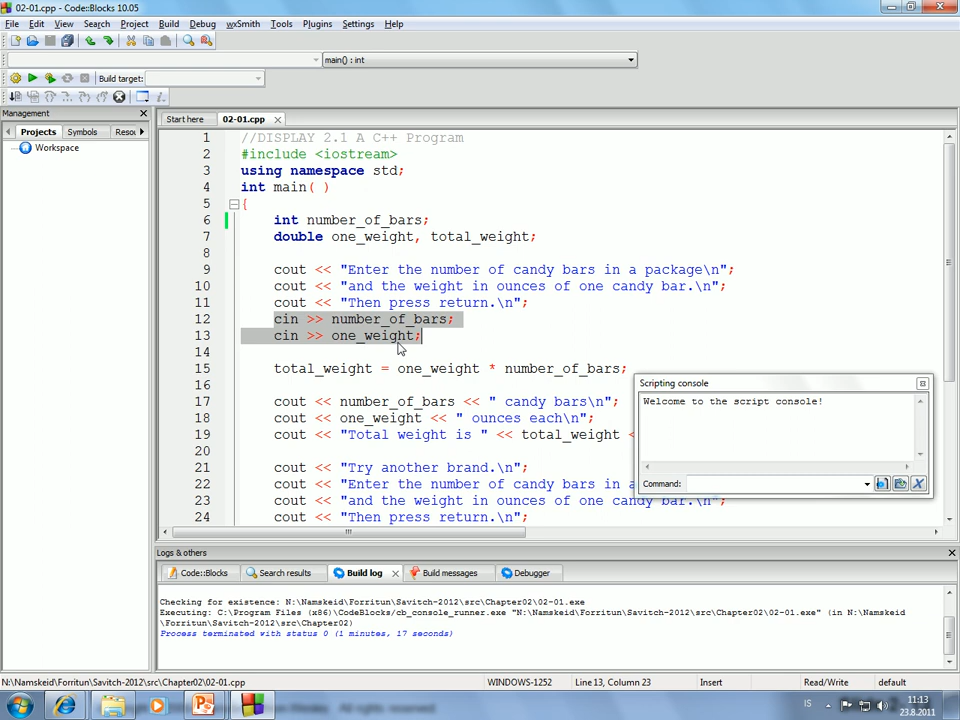 02-01.cpp - Code::Blocks 10.05
File Edit View Search Project Build Debug wxSmith Tools Plugins Settings Help
main() : int
Build target:
Management
Projects Symbols Resou
Workspace
Start here 02-01.cpp
1 //DISPLAY 2.1 A C++ Program
2 #include <iostream>
3 using namespace std;
4 int main( )
5 {
6 int number_of_bars;
7 double one_weight, total_weight;
8
9 cout << "Enter the number of candy bars in a package\n";
10 cout << "and the weight in ounces of one candy bar.\n";
11 cout << "Then press return.\n";
12 cin >> number_of_bars;
13 cin >> one_weight;
14
15 total_weight = one_weight * number_of_bars;
16
17 cout << number_of_bars << " candy bars\n";
18 cout << one_weight << " ounces each\n";
19 cout << "Total weight is " << total_weight <
20
21 cout << "Try another brand.\n";
22 cout << "Enter the number of candy bars in a
23 cout << "and the weight in ounces of one candy bar.\n";
24 cout << "Then press return.\n";
Scripting console
Welcome to the script console!
Command:
Logs & others
Code::Blocks Search results Build log Build messages Debugger
Checking for existence: N:\Namskeid\Forritun\Savitch-2012\src\Chapter02\02-01.exe
Executing: C:\Program Files (x86)\CodeBlocks/cb_console_runner.exe "N:\Namskeid\Forritun\Savitch-2012\src\Chapter02\02-01.exe" (in N:\Namskeid
\Forritun\Savitch-2012\src\Chapter02)
Process terminated with status 0 (1 minutes, 17 seconds)
N:\Namskeid\Forritun\Savitch-2012\src\Chapter02\02-01.cpp WINDOWS-1252 Line 13, Column 23 Insert Read/Write default
IS 11:13
23.8.2011
All rights reserved